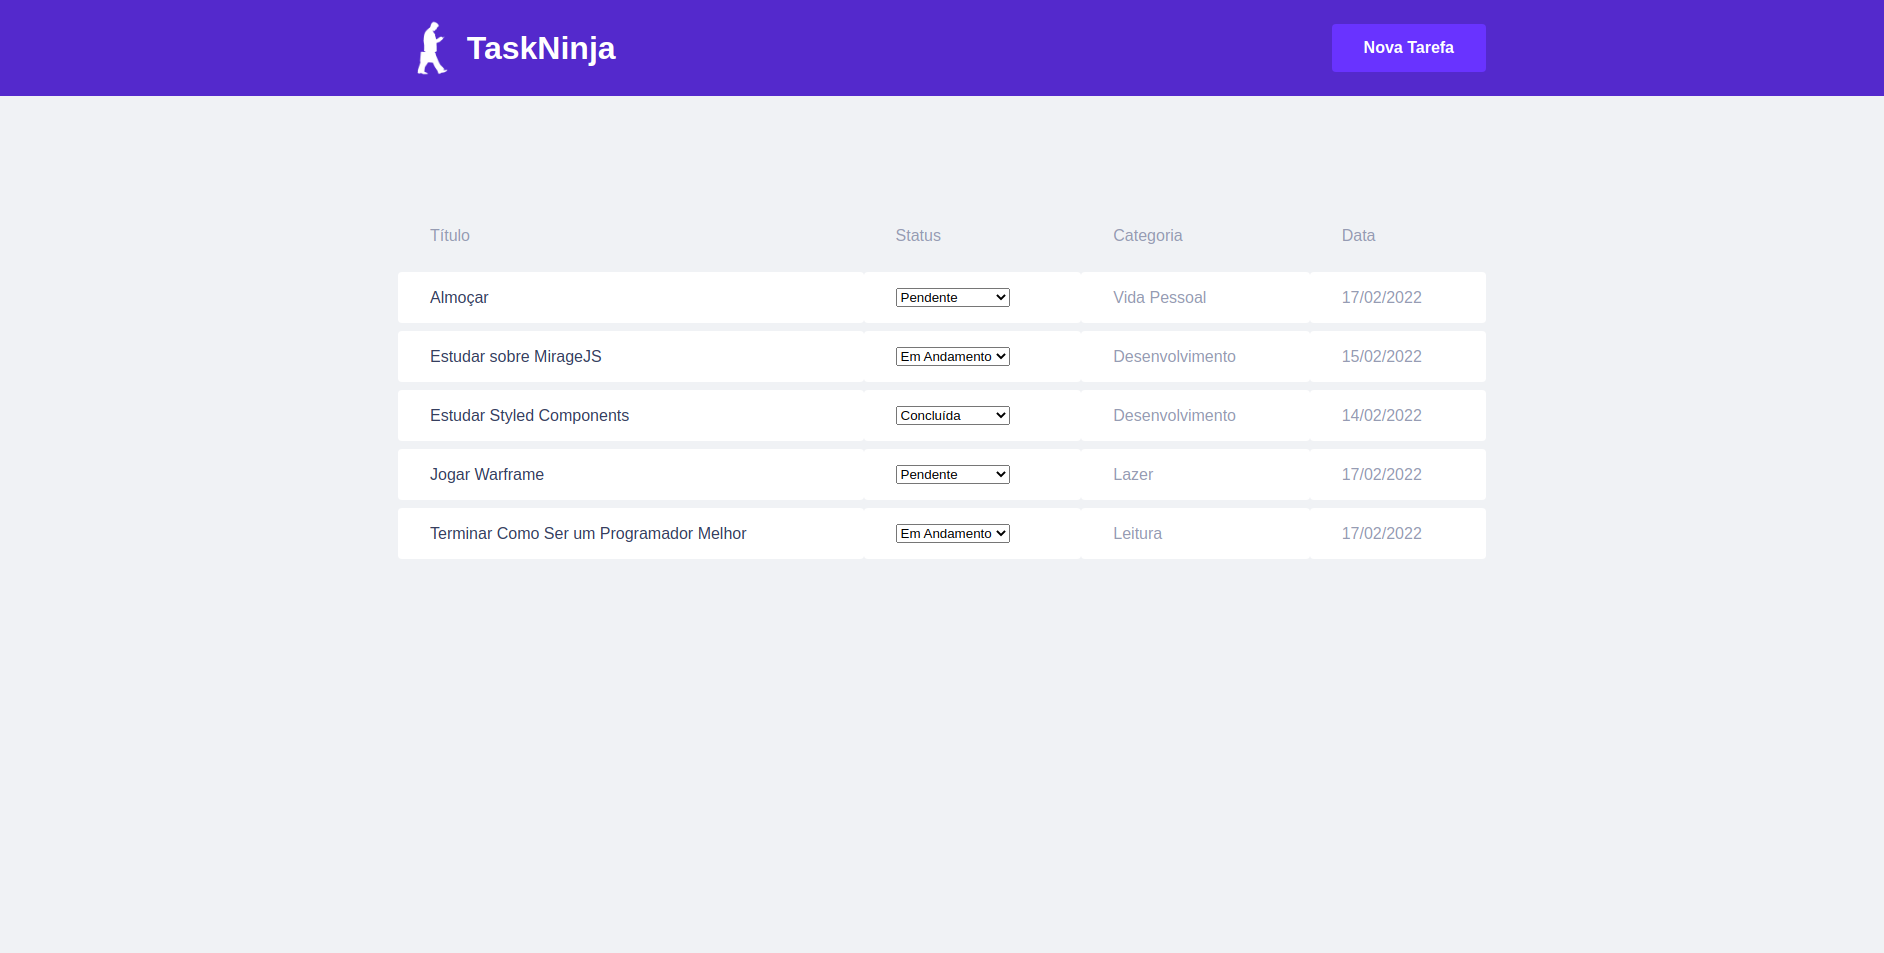 TaskNinja Nova Tarefa
Título Status Categoria Data
Almoçar Pendente Vida Pessoal 17/02/2022
Estudar sobre MirageJS Em Andamento Desenvolvimento 15/02/2022
Estudar Styled Components Concluída Desenvolvimento 14/02/2022
Jogar Warframe Pendente Lazer 17/02/2022
Terminar Como Ser um Programador Melhor Em Andamento Leitura 17/02/2022